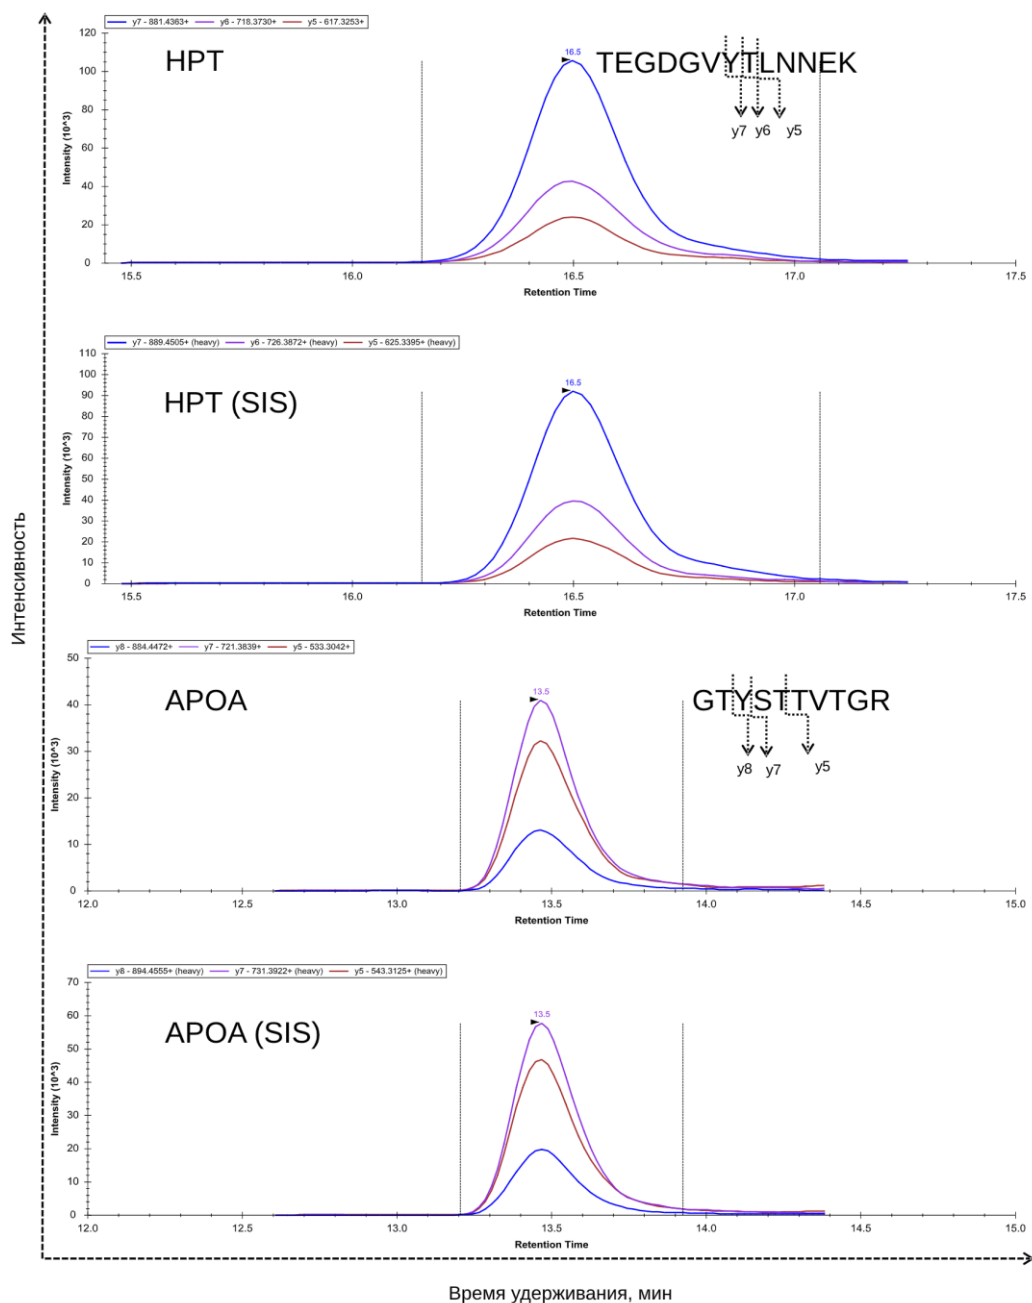 y7 - 881.4363+ y6 - 718.3730+ y5 - 617.3253+
HPT
TEGDGVYTLNNEK
y7 y6 y5
16.5
Intensity (10^3)
120
100
80
60
40
20
0
15.5 16.0 16.5 17.0 17.5
Retention Time
y7 - 889.4505+ (heavy) y6 - 726.3872+ (heavy) y5 - 625.3395+ (heavy)
HPT (SIS)
16.5
Intensity (10^3)
110
100
90
80
70
60
50
40
30
20
10
0
15.5 16.0 16.5 17.0 17.5
Retention Time
y8 - 884.4472+ y7 - 721.3839+ y5 - 533.3042+
APOA
GTYSTTVTGR
y8 y7 y5
13.5
Intensity (10^3)
50
40
30
20
10
0
12.0 12.5 13.0 13.5 14.0 14.5 15.0
Retention Time
y8 - 894.4555+ (heavy) y7 - 731.3922+ (heavy) y5 - 543.3125+ (heavy)
APOA (SIS)
13.5
Intensity (10^3)
70
60
50
40
30
20
10
0
12.0 12.5 13.0 13.5 14.0 14.5 15.0
Retention Time
Интенсивность
Время удерживания, мин